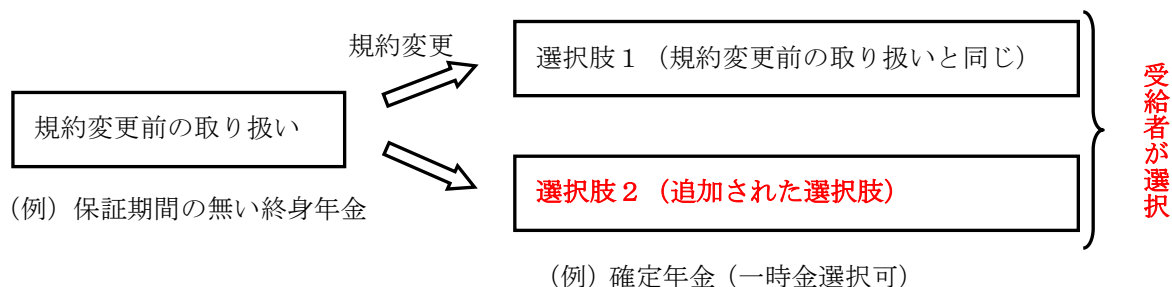 規約変更
選択肢１（規約変更前の取り扱いと同じ）
規約変更前の取り扱い
（例）保証期間の無い終身年金
選択肢２（追加された選択肢）
（例）確定年金（一時金選択可）
受給者が選択